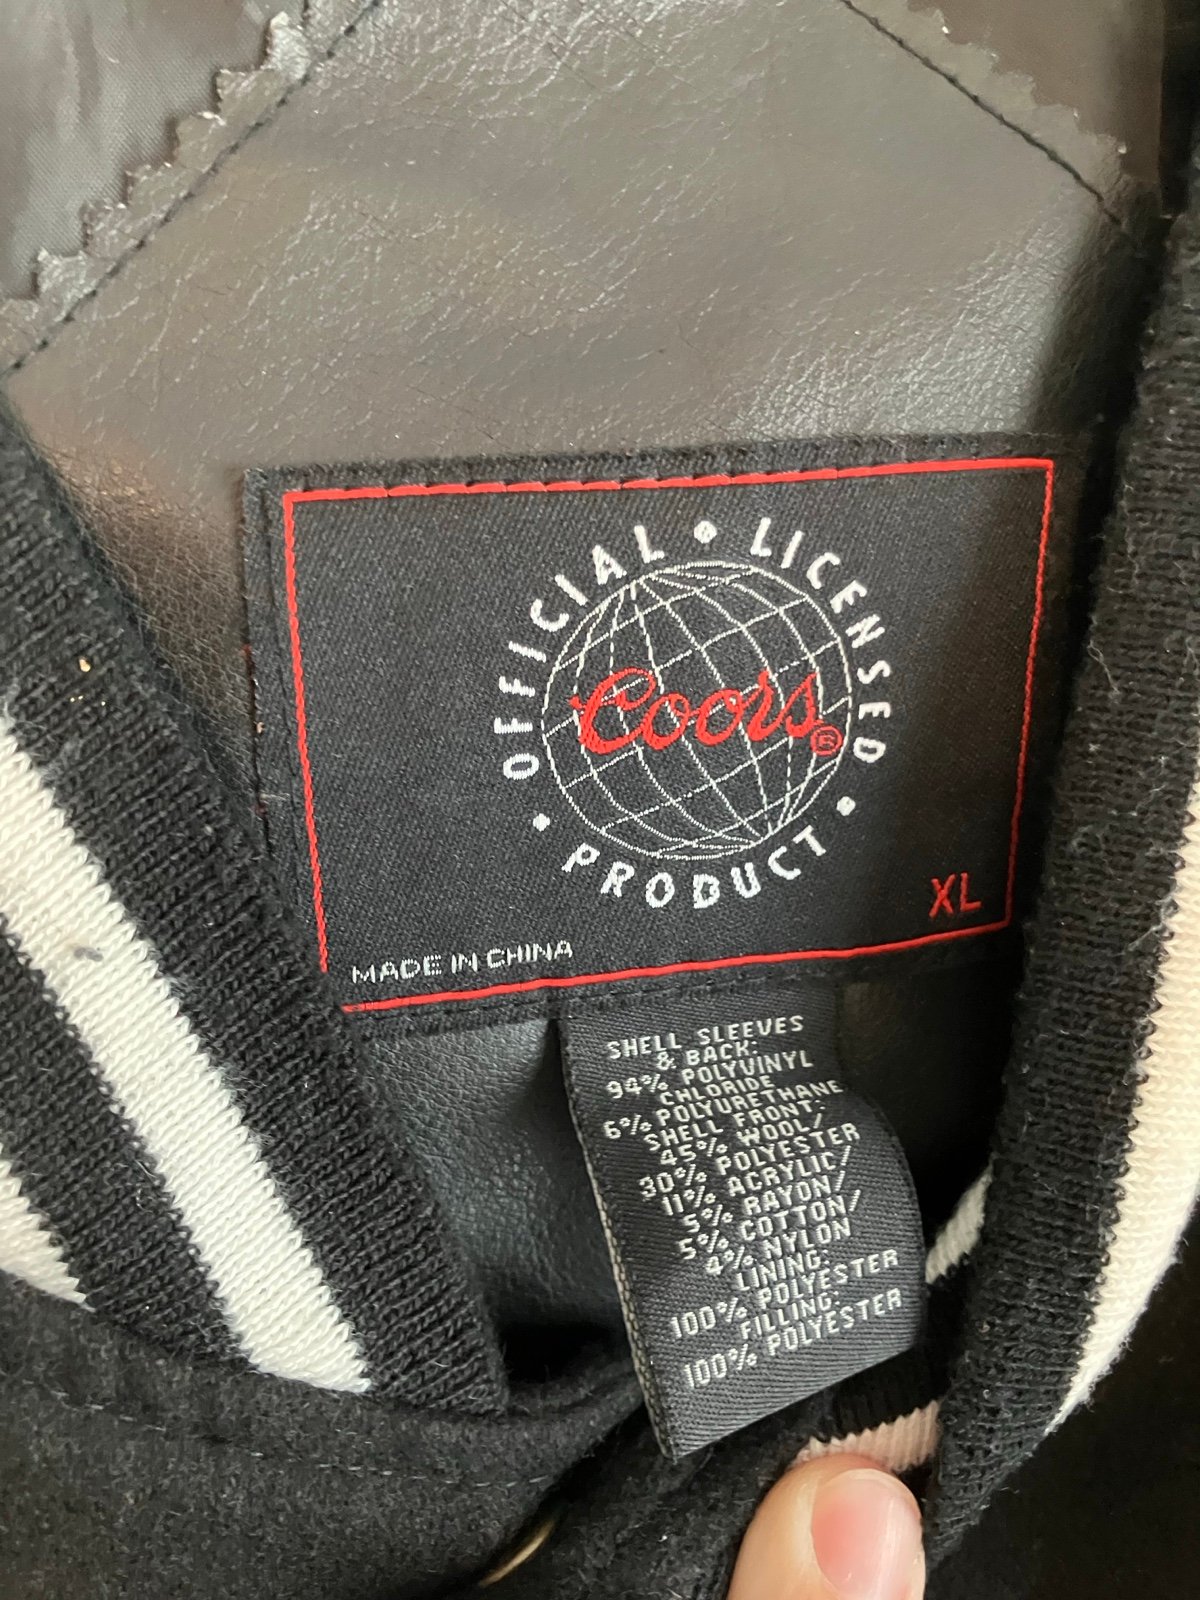 OFFICIAL • LICENSED • PRODUCT •
Coors®
XL
MADE IN CHINA
SHELL SLEEVES
& BACK:
94% POLYVINYL
CHLORIDE
6% POLYURETHANE
SHELL FRONT:
45% WOOL/
30% POLYESTER
11% ACRYLIC/
5% RAYON/
5% COTTON/
4% NYLON
LINING:
100% POLYESTER
FILLING:
100% POLYESTER